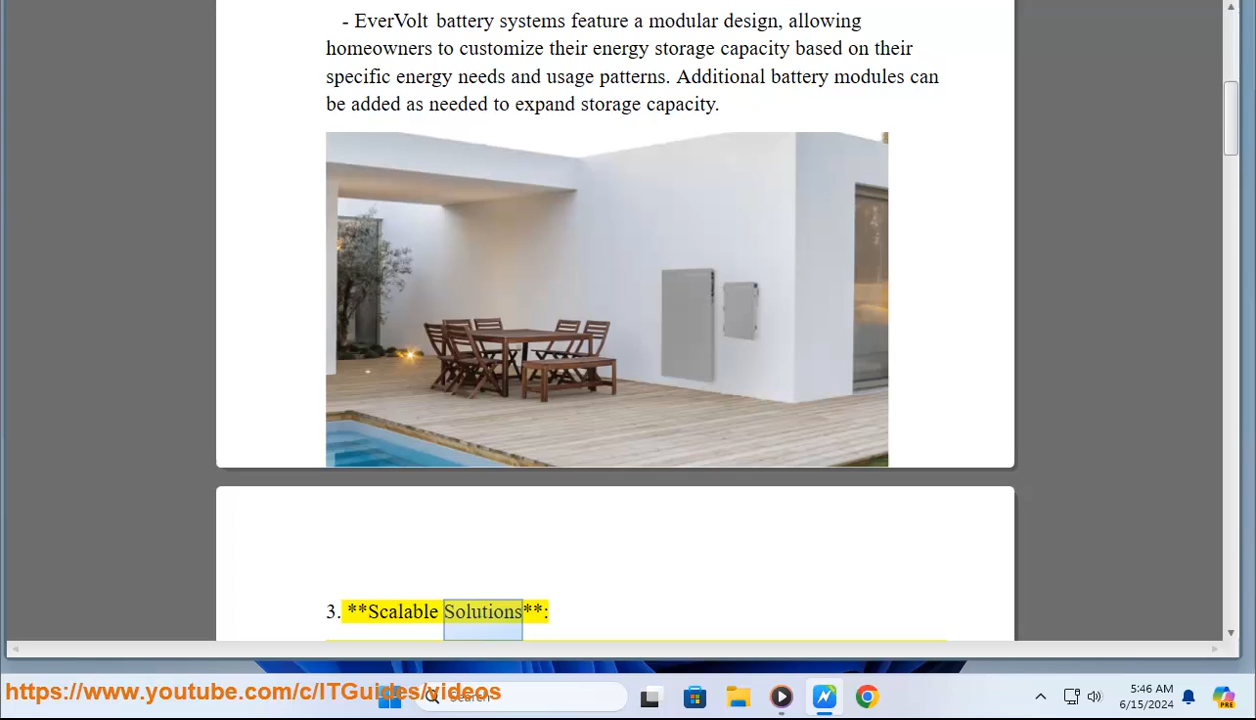 - EverVolt battery systems feature a modular design, allowing
homeowners to customize their energy storage capacity based on their
specific energy needs and usage patterns. Additional battery modules can
be added as needed to expand storage capacity.
3. **Scalable Solutions**:
https://www.youtube.com/c/ITGuides/videos
Search
5:46 AM
6/15/2024
PRE